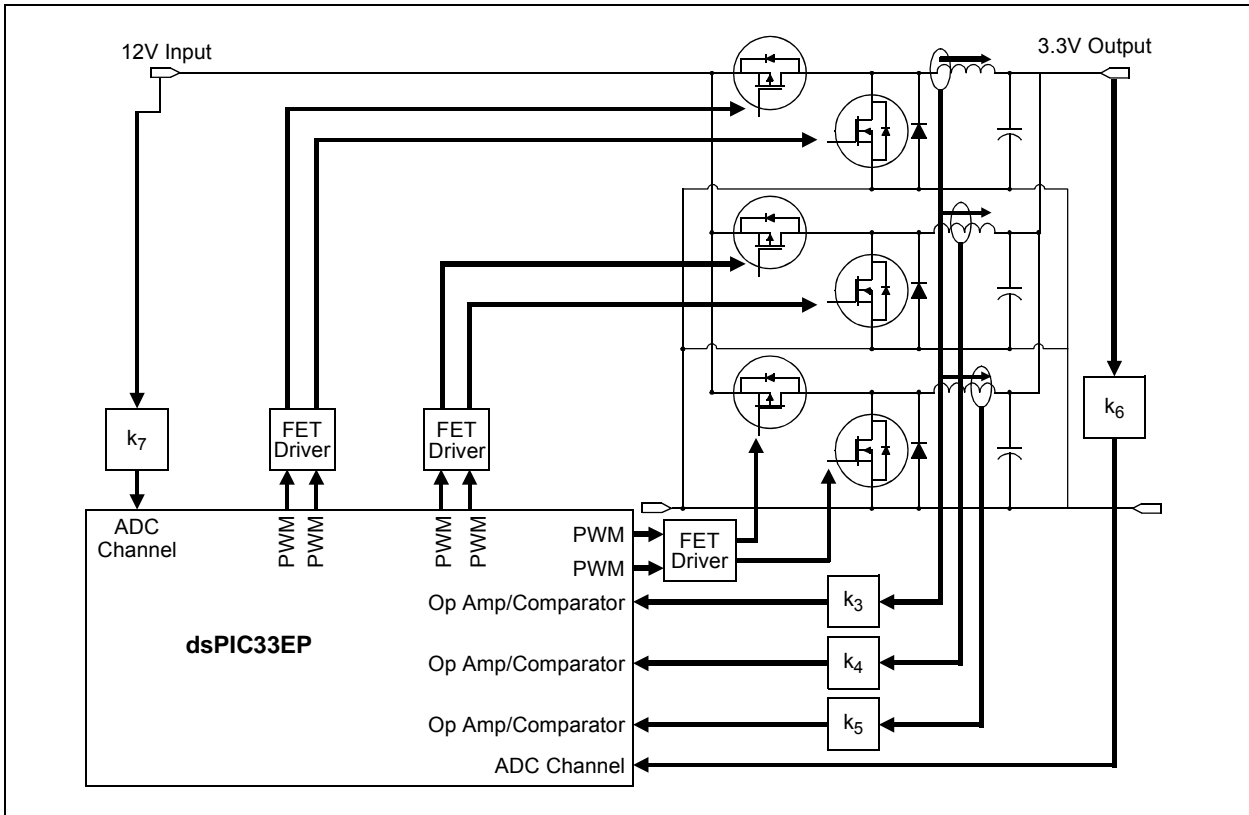 12V Input
3.3V Output
k7
FET
Driver
FET
Driver
k6
ADC
Channel
PWM
PWM
PWM
PWM
PWM
PWM
FET
Driver
Op Amp/Comparator
k3
dsPIC33EP
Op Amp/Comparator
k4
Op Amp/Comparator
k5
ADC Channel